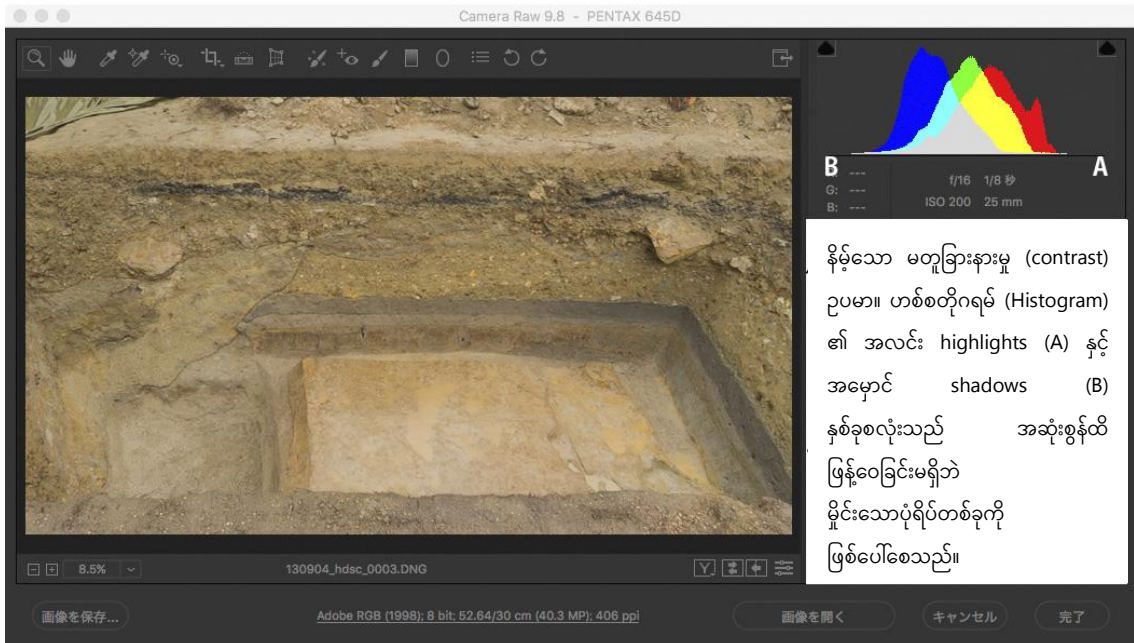 Camera Raw 9.8 - PENTAX 645D
B
A
R: ---
G: ---
B: ---
f/16 1/8 秒
ISO 200 25 mm
နိမ့်သော မတူခြားနားမှု (contrast)
ဥပမာ။ ဟစ်စတိုဂရမ် (Histogram)
၏ အလင်း highlights (A) နှင့်
အမှောင် shadows (B)
နှစ်ခုစလုံးသည် အဆုံးစွန်ထိ
ဖြန့်ဝေခြင်းမရှိဘဲ
မှိုင်းသောပုံရိပ်တစ်ခုကို
ဖြစ်ပေါ်စေသည်။
8.5%
130904_hdsc_0003.DNG
Y
画像を保存...
Adobe RGB (1998); 8 bit; 52.64/30 cm (40.3 MP); 406 ppi
画像を開く
キャンセル
完了